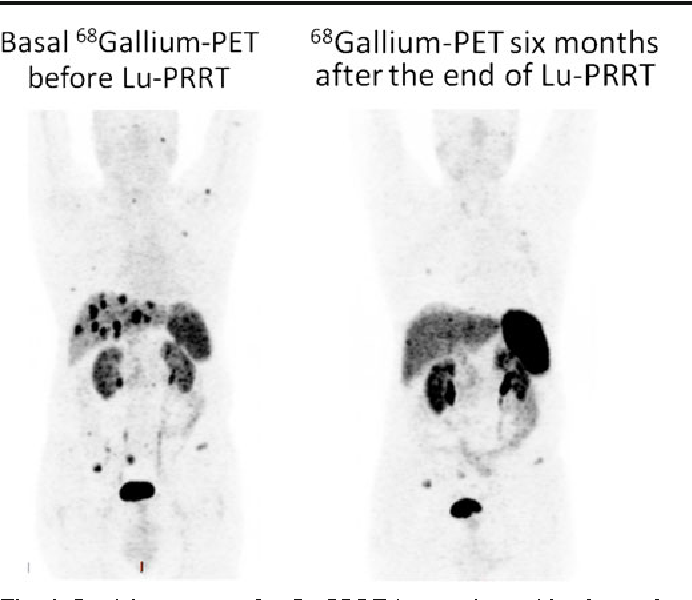 Basal ⁶⁸Gallium-PET
before Lu-PRRT
⁶⁸Gallium-PET six months
after the end of Lu-PRRT